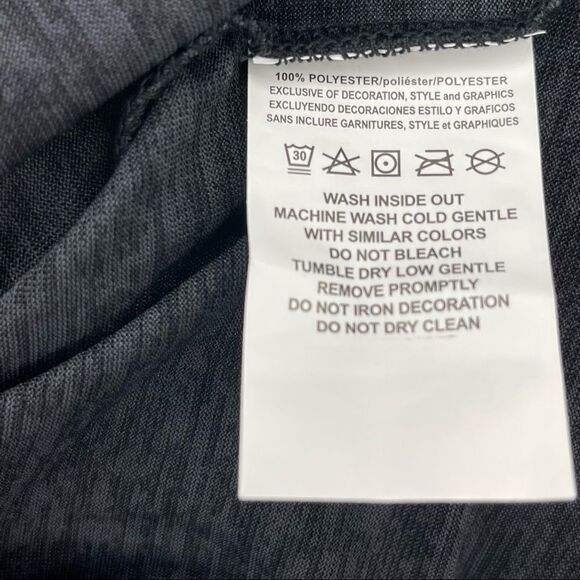 100% POLYESTER/poliéster/POLYESTER
EXCLUSIVE OF DECORATION, STYLE and GRAPHICS
EXCLUYENDO DECORACIONES ESTILO Y GRAFICOS
SANS INCLURE GARNITURES, STYLE et GRAPHIQUES
30
WASH INSIDE OUT
MACHINE WASH COLD GENTLE
WITH SIMILAR COLORS
DO NOT BLEACH
TUMBLE DRY LOW GENTLE
REMOVE PROMPTLY
DO NOT IRON DECORATION
DO NOT DRY CLEAN